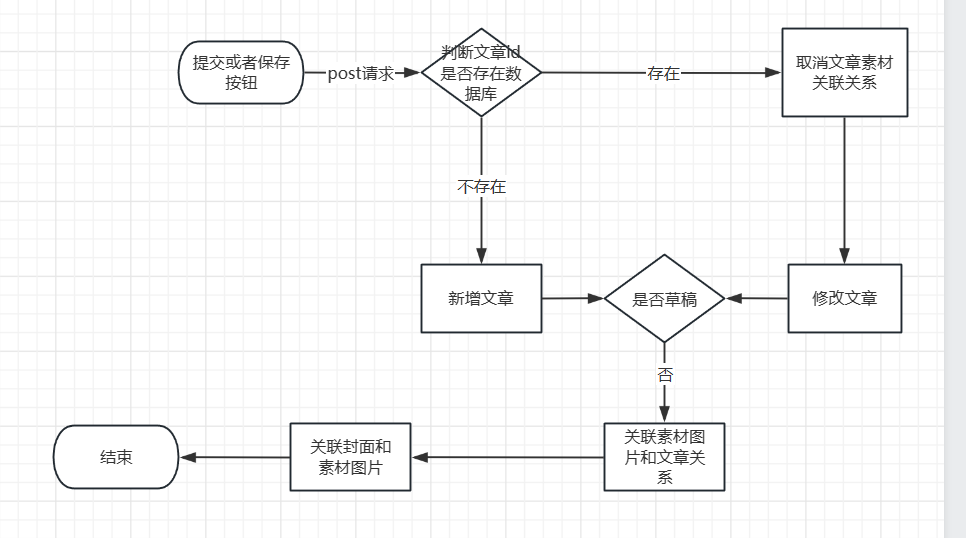 提交或者保存
按钮
post请求
判断文章id
是否存在数
据库
存在
取消文章素材
关联关系
不存在
新增文章
是否草稿
修改文章
否
结束
关联封面和
素材图片
关联素材图
片和文章关
系